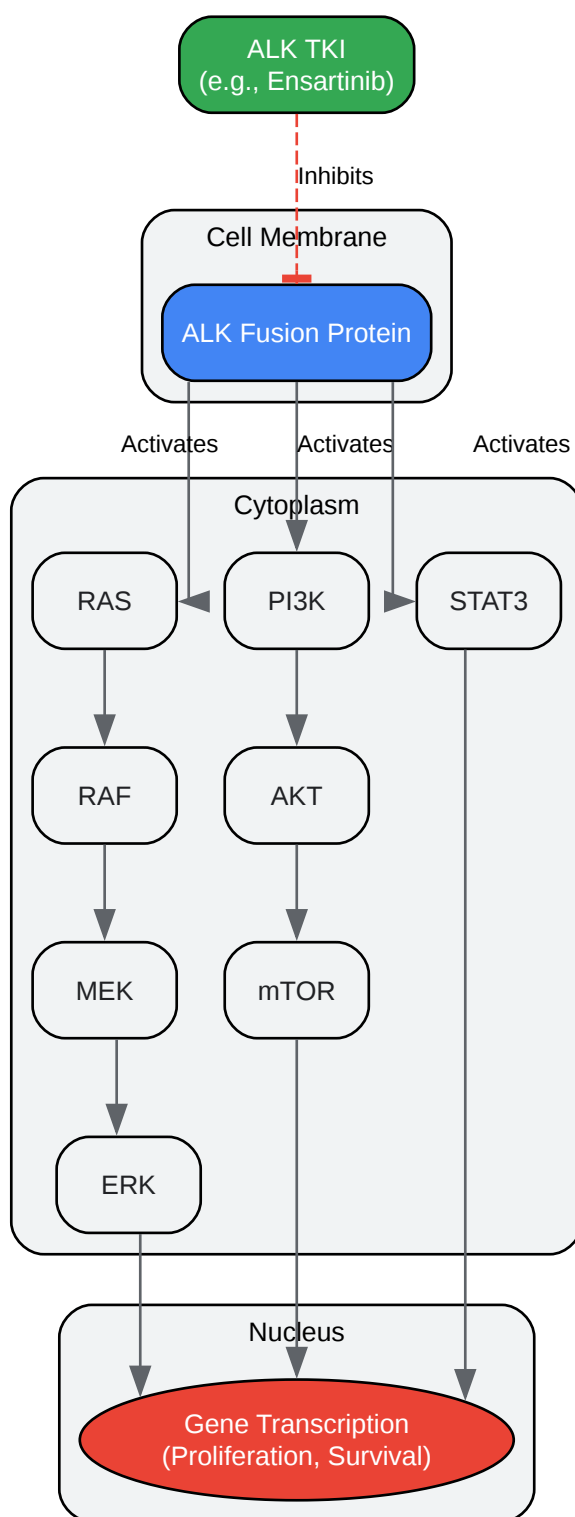 ALK TKI
(e.g., Ensartinib)
Inhibits
Cell Membrane
ALK Fusion Protein
Activates
Activates
Activates
Cytoplasm
RAS
PI3K
STAT3
RAF
AKT
MEK
mTOR
ERK
Nucleus
Gene Transcription
(Proliferation, Survival)